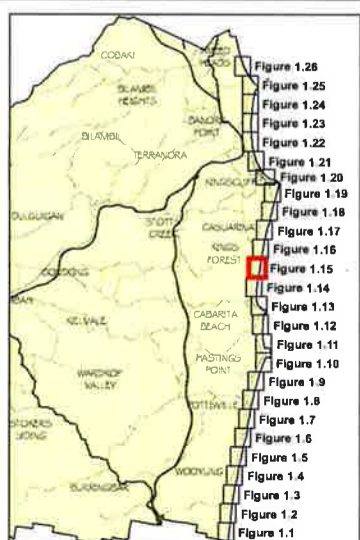 COBAKI
HEADS
BILAMBIL
HEIGHTS
BANORA
POINT
BILAMBIL
TERRANORA
KINGSCLIFF
DULGUIGAN
STOTTS
CREEK
CASUARINA
KINGS
FOREST
CONDONG
KIELVALE
CABARITA
BEACH
HASTINGS
POINT
WARDROP
VALLEY
POTTSVILLE
STOKERS
SIDING
WOOYUNG
BURRINGBAR
Figure 1.26
Figure 1.25
Figure 1.24
Figure 1.23
Figure 1.22
Figure 1.21
Figure 1.20
Figure 1.19
Figure 1.18
Figure 1.17
Figure 1.16
Figure 1.15
Figure 1.14
Figure 1.13
Figure 1.12
Figure 1.11
Figure 1.10
Figure 1.9
Figure 1.8
Figure 1.7
Figure 1.6
Figure 1.5
Figure 1.4
Figure 1.3
Figure 1.2
Figure 1.1